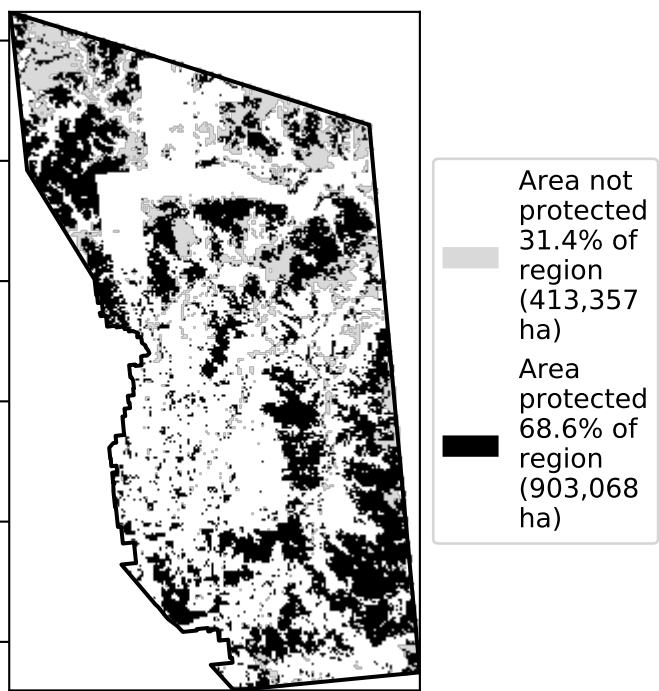 Area not
protected
31.4% of
region
(413,357
ha)
Area
protected
68.6% of
region
(903,068
ha)